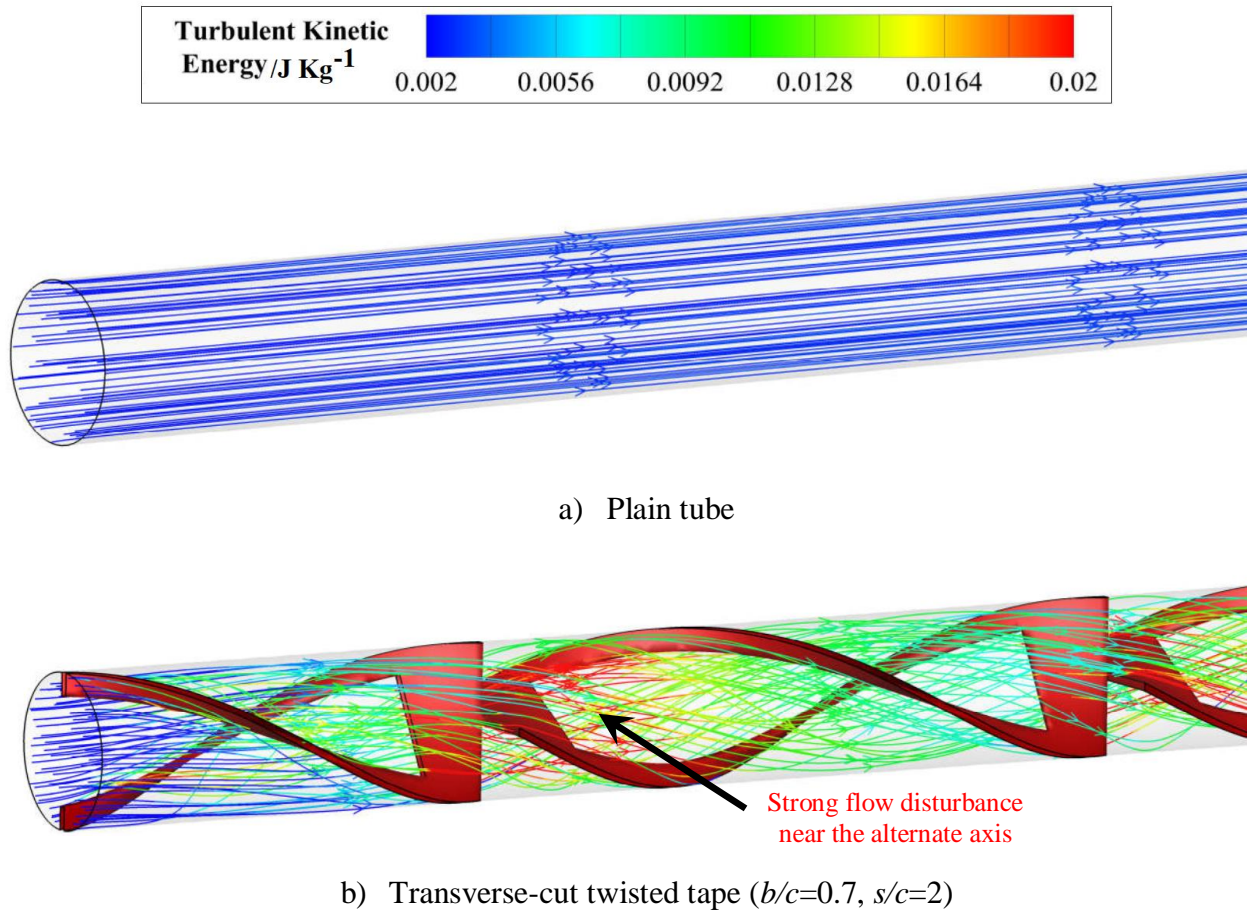 Turbulent Kinetic
Energy/J Kg⁻¹
0.002 0.0056 0.0092 0.0128 0.0164 0.02
a) Plain tube
Strong flow disturbance
near the alternate axis
b) Transverse-cut twisted tape (b/c=0.7, s/c=2)